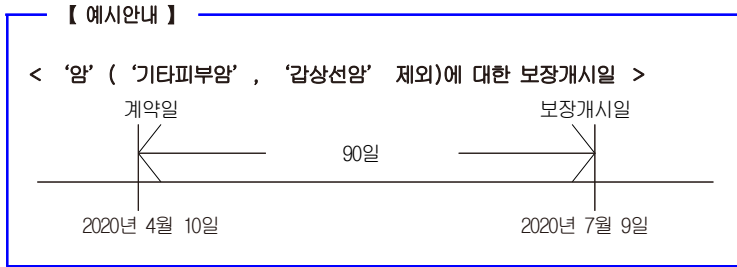 【 예시안내 】
< ‘암’ ( ‘기타피부암’ , ‘갑상선암’ 제외)에 대한 보장개시일 >
계약일 보장개시일
90일
2020년 4월 10일 2020년 7월 9일